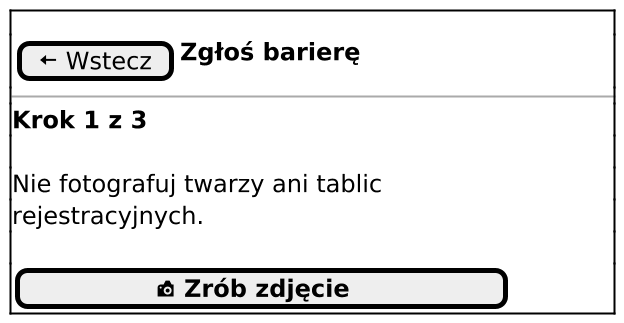 ← Wstecz Zgłoś barierę
Krok 1 z 3
Nie fotografuj twarzy ani tablic
rejestracyjnych.
📷 Zrób zdjęcie